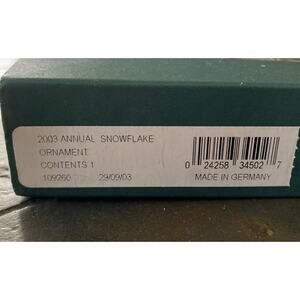 2003 ANNUAL SNOWFLAKE
ORNAMENT
CONTENTS 1
109260 29/09/03
0 24258 34502 7
MADE IN GERMANY